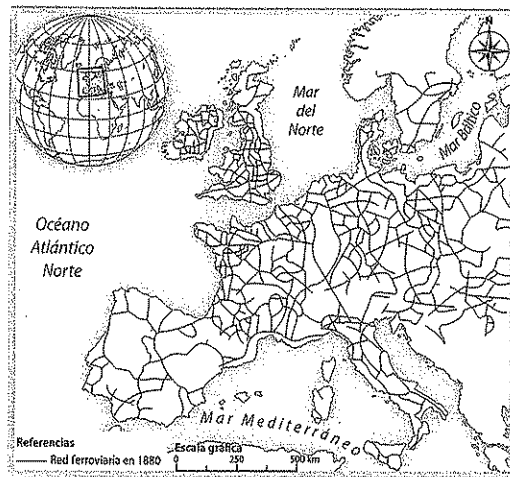 N
Mar
del
Norte
Mar Báltico
Océano
Atlántico
Norte
Mar Mediterráneo
Referencias
Red ferroviaria en 1880
Escala gráfica
0 250 500 km